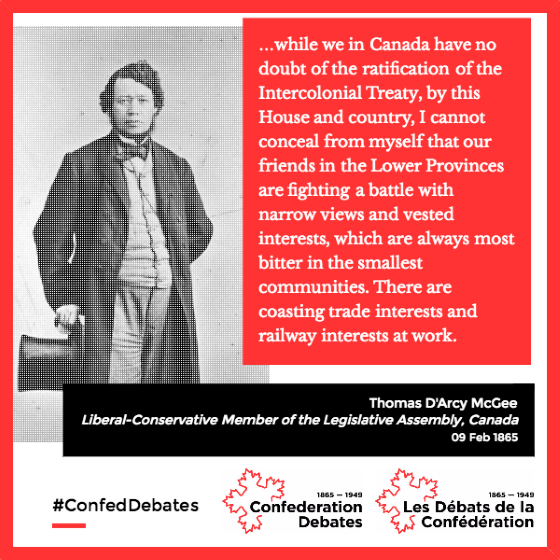 ...while we in Canada have no
doubt of the ratification of the
Intercolonial Treaty, by this
House and country, I cannot
conceal from myself that our
friends in the Lower Provinces
are fighting a battle with
narrow views and vested
interests, which are always most
bitter in the smallest
communities. There are
coasting trade interests and
railway interests at work.
Thomas D'Arcy McGee
Liberal-Conservative Member of the Legislative Assembly, Canada
09 Feb 1865
#ConfedDebates
1865 — 1949
Confederation
Debates
1865 — 1949
Les Débats de la
Confédération